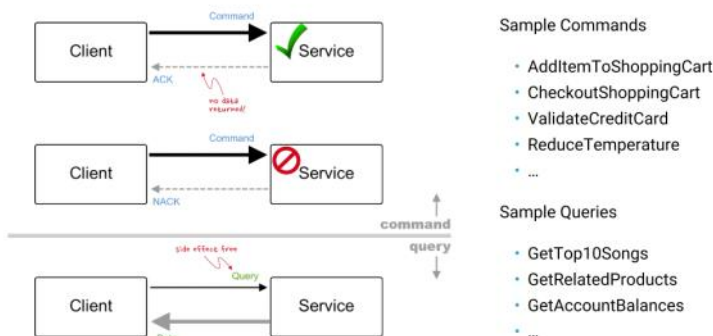 Command
Client
Service
ACK
no data
returned!
Command
Client
Service
NACK
command
query
side effect free
Query
Client
Service
Sample Commands
• AddItemToShoppingCart
• CheckoutShoppingCart
• ValidateCreditCard
• ReduceTemperature
• ...
Sample Queries
• GetTop10Songs
• GetRelatedProducts
• GetAccountBalances
• ...